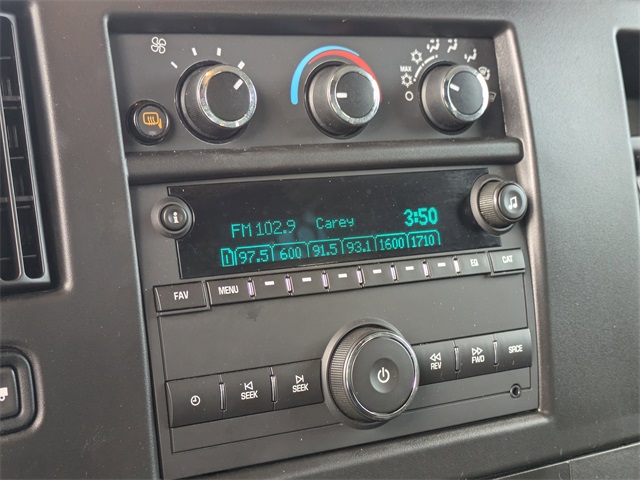 MAX
FM 102.9 Carey 3:50
1 97.5 600 91.5 93.1 1600 1710
FAV MENU EQ CAT
SEEK SEEK REV FWD SRCE